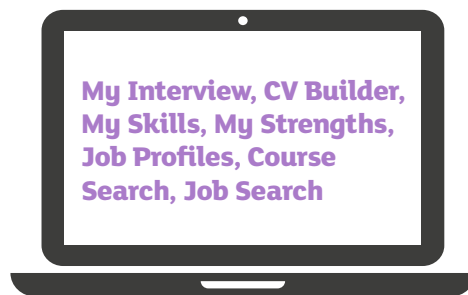 My Interview, CV Builder,
My Skills, My Strengths,
Job Profiles, Course
Search, Job Search